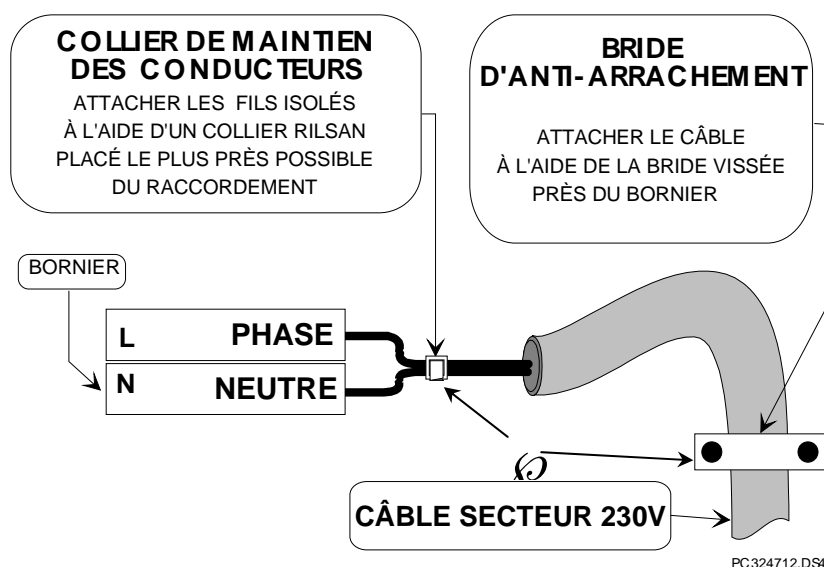 COLLIER DE MAINTIEN
DES CONDUCTEURS
ATTACHER LES FILS ISOLÉS
À L'AIDE D'UN COLLIER RILSAN
PLACÉ LE PLUS PRÈS POSSIBLE
DU RACCORDEMENT
BRIDE
D'ANTI-ARRACHEMENT
ATTACHER LE CÂBLE
À L'AIDE DE LA BRIDE VISSÉE
PRÈS DU BORNIER
BORNIER
L PHASE
N NEUTRE
℘
CÂBLE SECTEUR 230V
PC324712.DS4